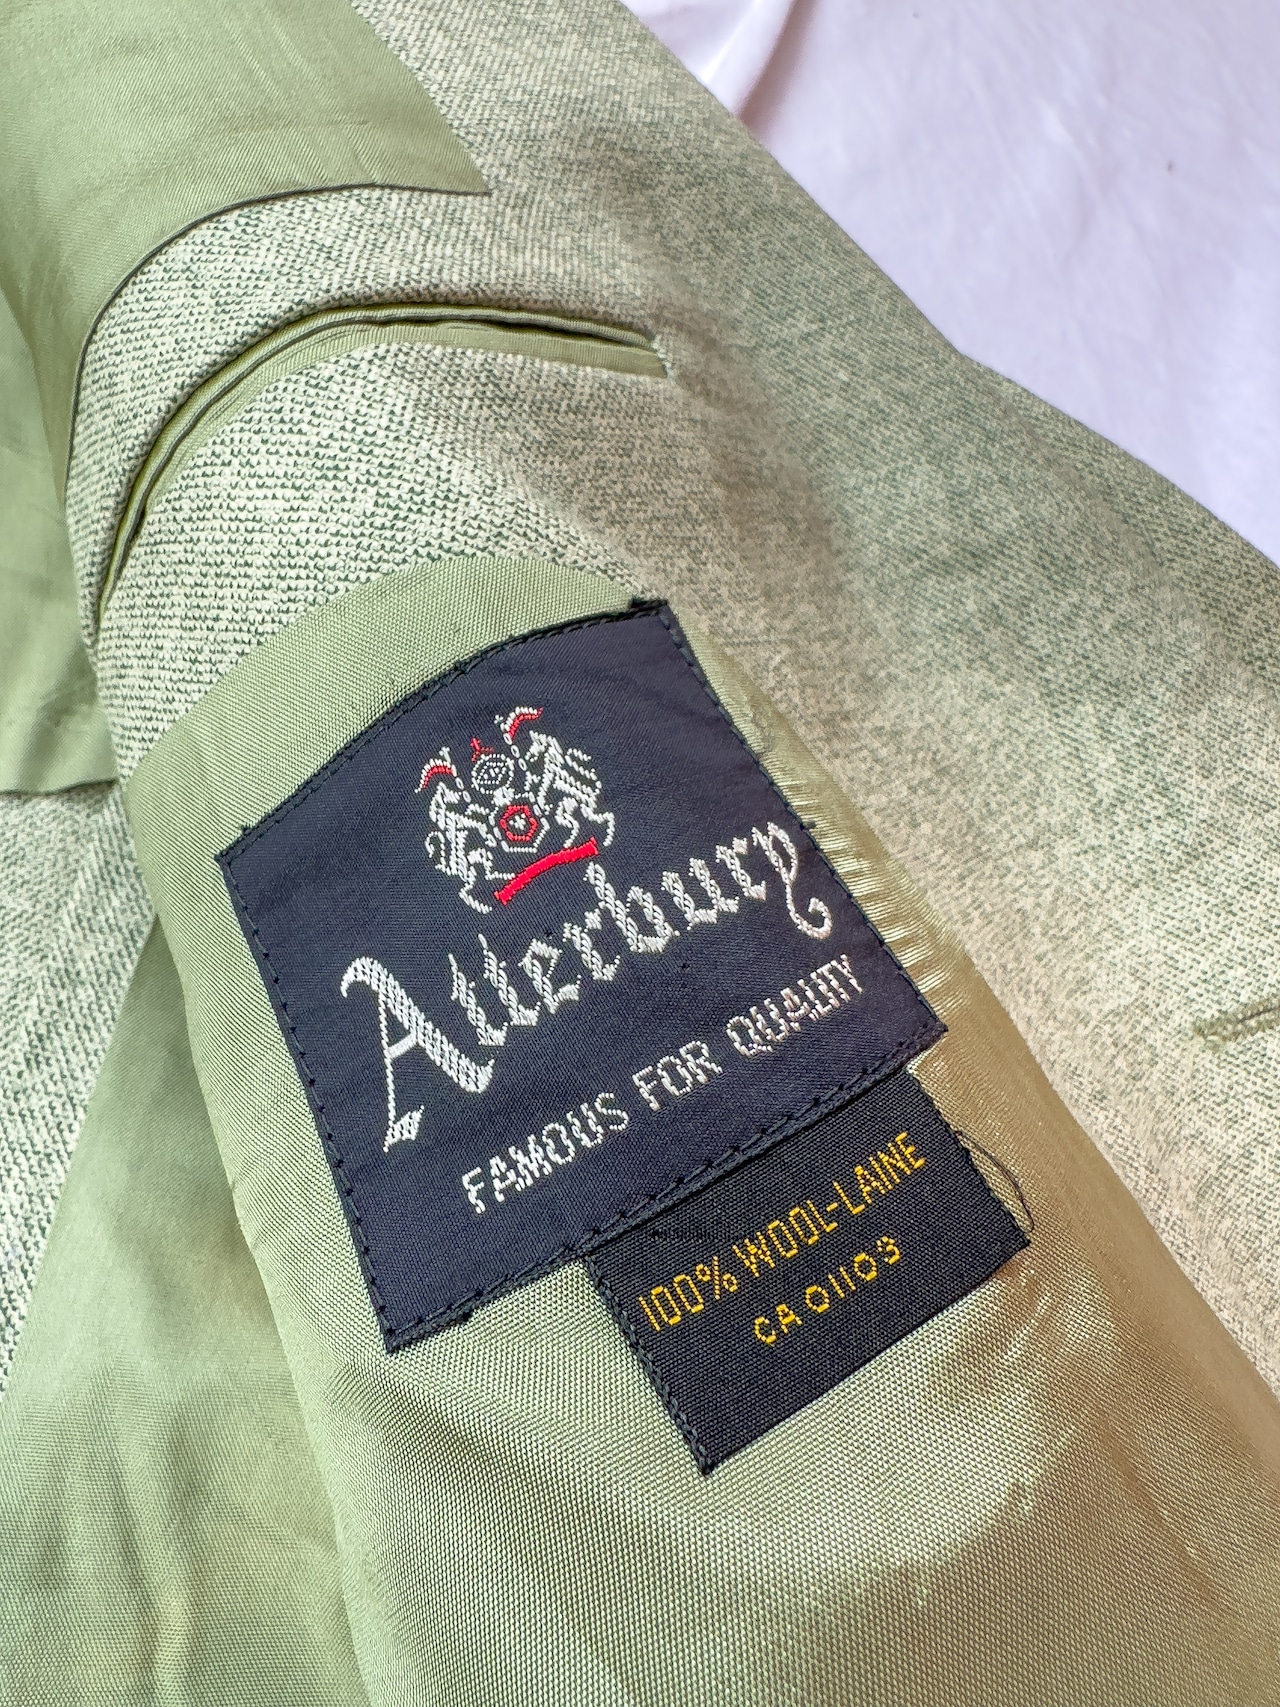 Atterbury
FAMOUS FOR QUALITY
100% WOOL-LAINE
CA 01103